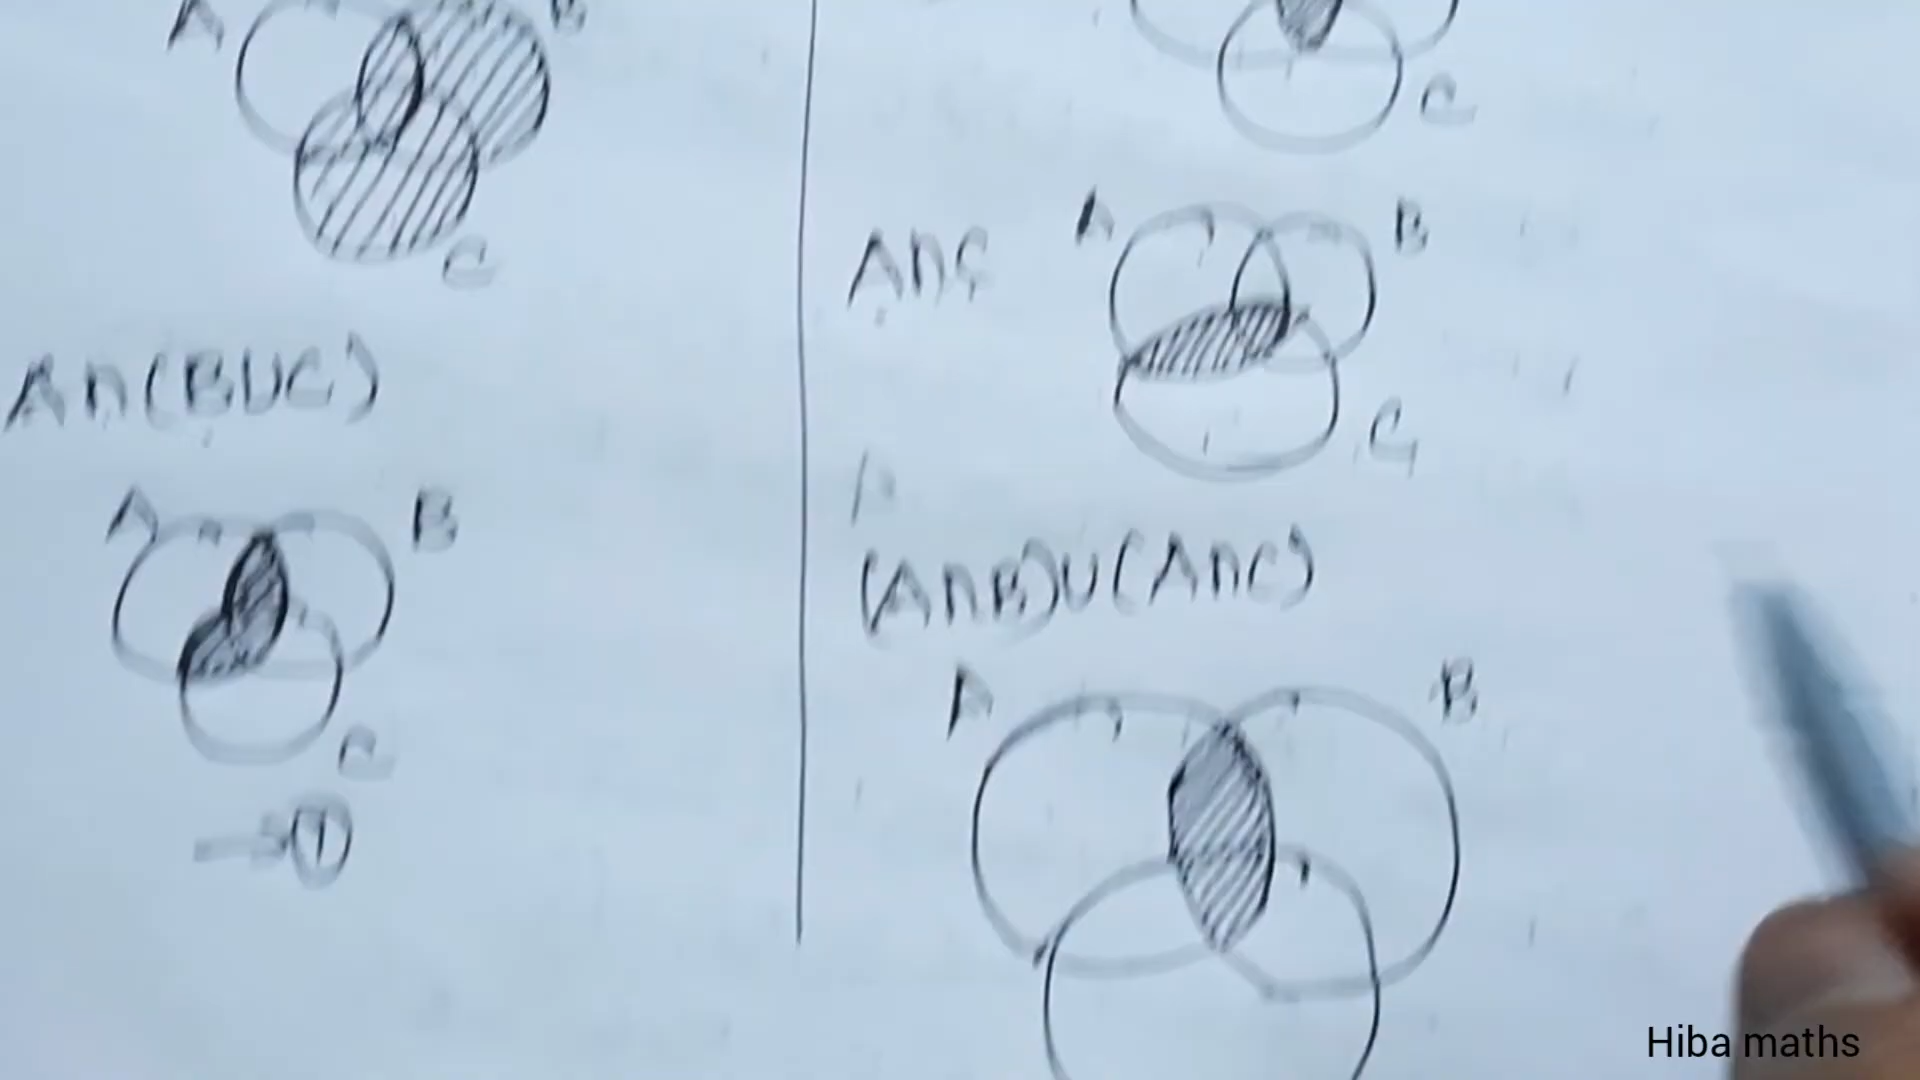 A B
C
A∩(B∪C)
A B
C
→①
C
A∩C A B
C
(A∩B)∪(A∩C)
A B
Hiba maths